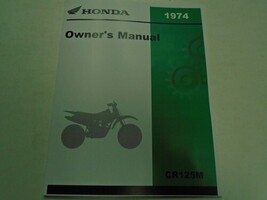 HONDA
1974
Owner's Manual
CR125M